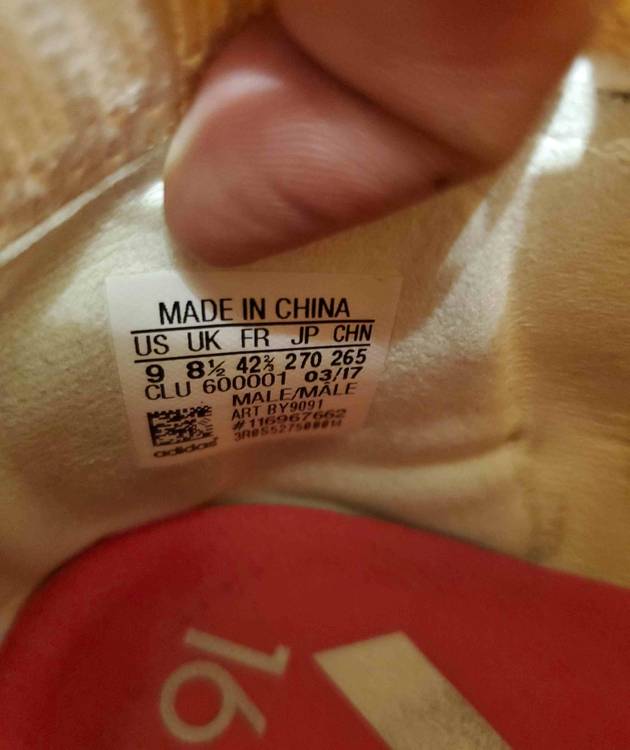 MADE IN CHINA
US UK FR JP CHN
9 8½ 42⅔ 270 265
CLU 600001 03/17
MALE/MÂLE
ART BY9091
#116967662
adidas
16